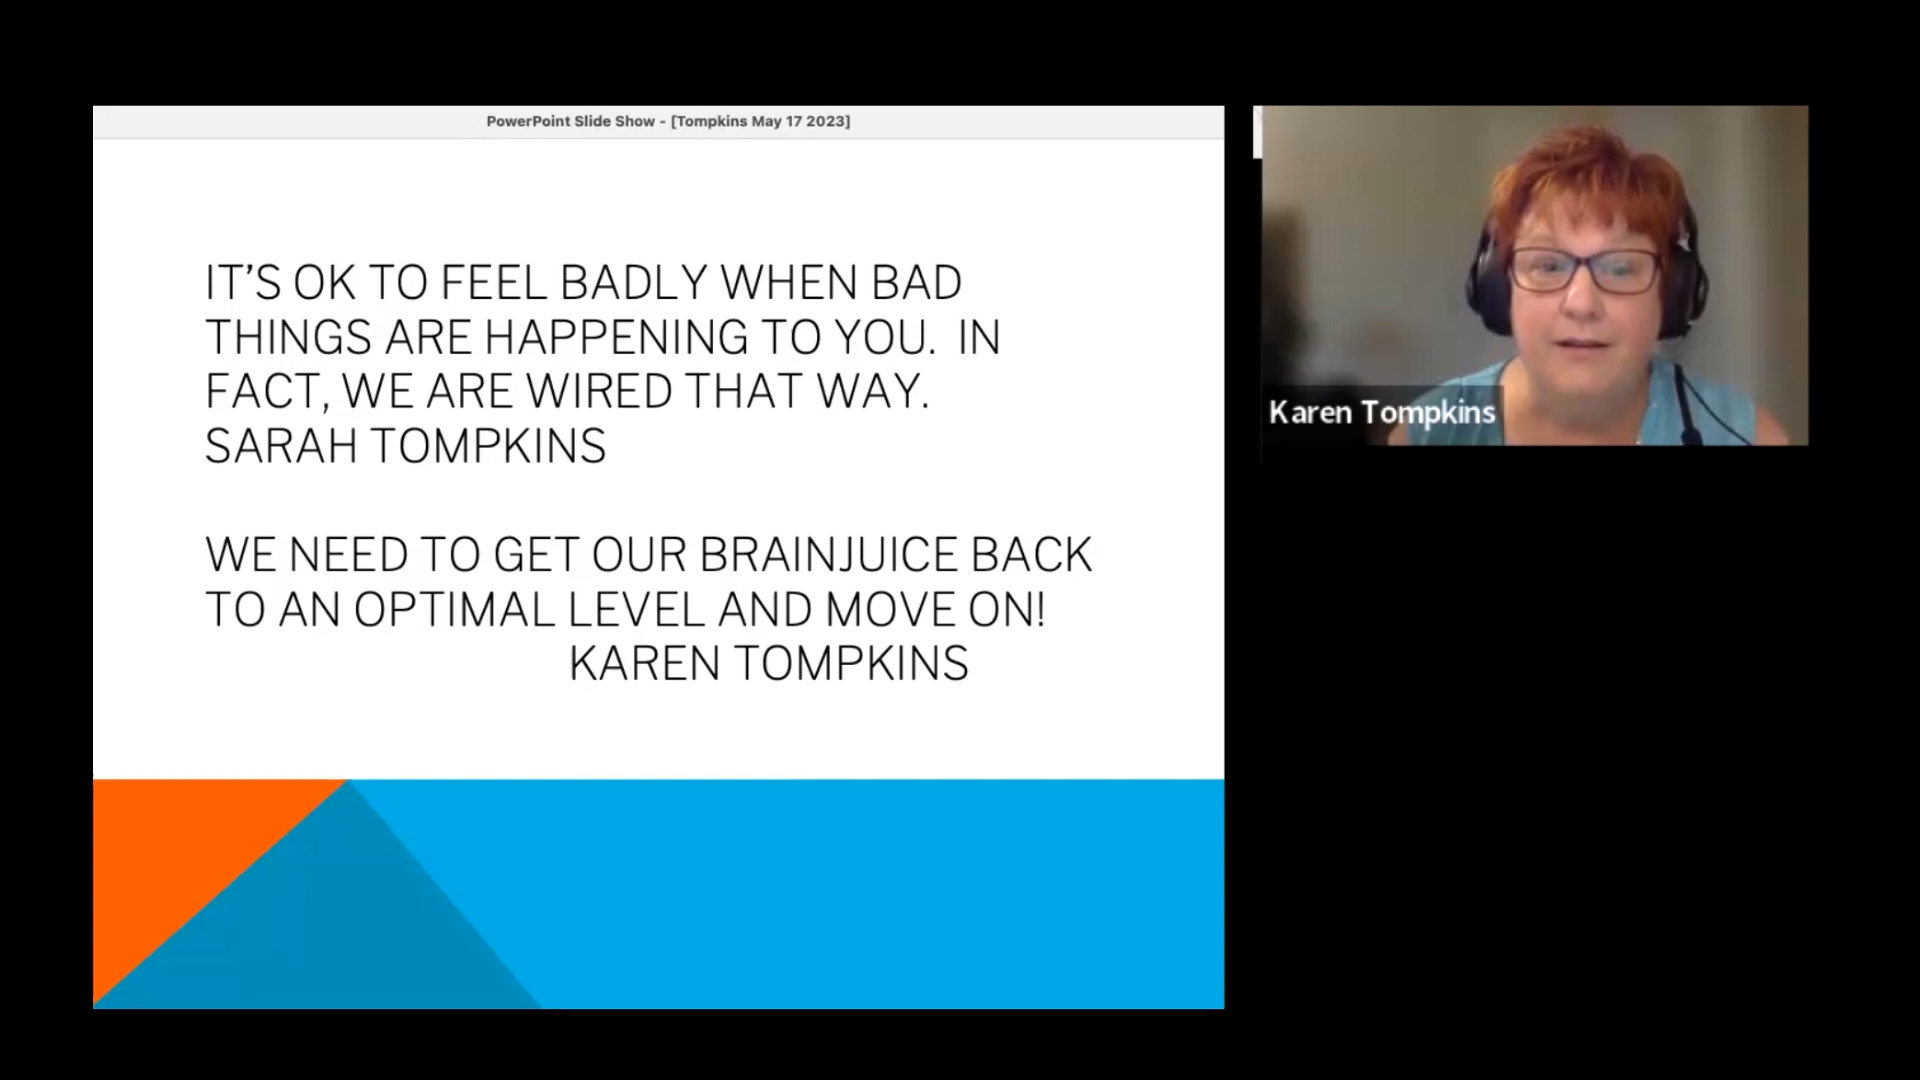 PowerPoint Slide Show - [Tompkins May 17 2023]
IT’S OK TO FEEL BADLY WHEN BAD
THINGS ARE HAPPENING TO YOU.  IN
FACT, WE ARE WIRED THAT WAY.
SARAH TOMPKINS
WE NEED TO GET OUR BRAINJUICE BACK
TO AN OPTIMAL LEVEL AND MOVE ON!
KAREN TOMPKINS
Karen Tompkins